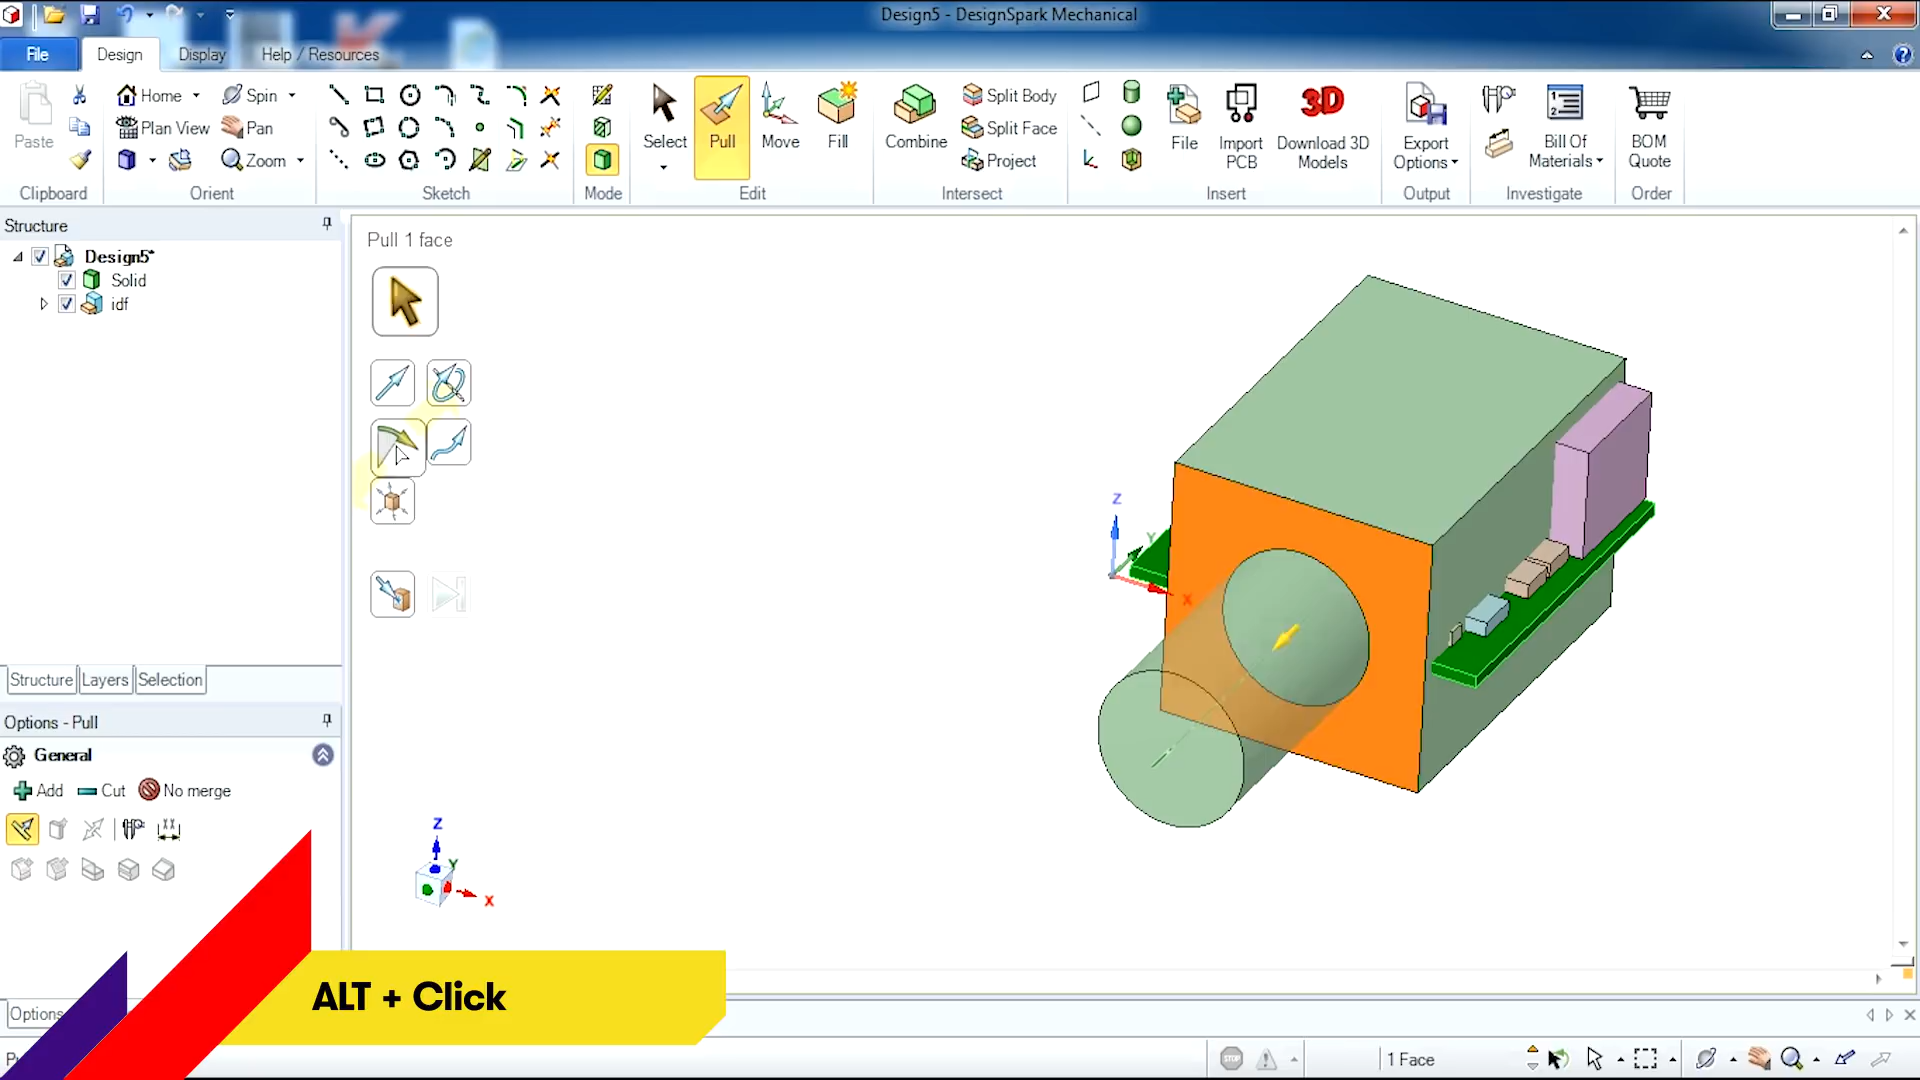 Design5 - DesignSpark Mechanical
File
Design
Display
Help / Resources
Paste
Home
Spin
Plan View
Pan
Zoom
Select
Pull
Move
Fill
Combine
Split Body
Split Face
Project
File
Import
PCB
3D
Download 3D
Models
Export
Options
Bill Of
Materials
BOM
Quote
Clipboard
Orient
Sketch
Mode
Edit
Intersect
Insert
Output
Investigate
Order
Structure
Design5*
Solid
idf
Pull 1 face
Z
Y
X
Structure
Layers
Selection
Options - Pull
General
Add
Cut
No merge
Z
Y
X
ALT + Click
Options
1 Face